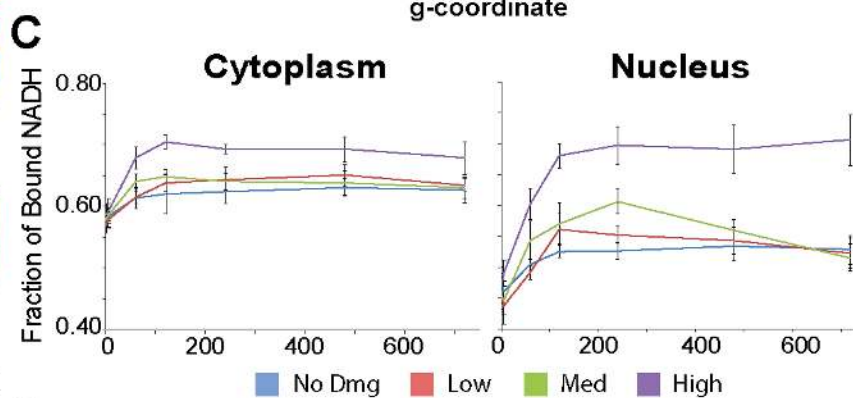 g-coordinate
C
Cytoplasm Nucleus
Fraction of Bound NADH
0.80
0.60
0.40
0 200 400 600 0 200 400 600
No Dmg Low Med High